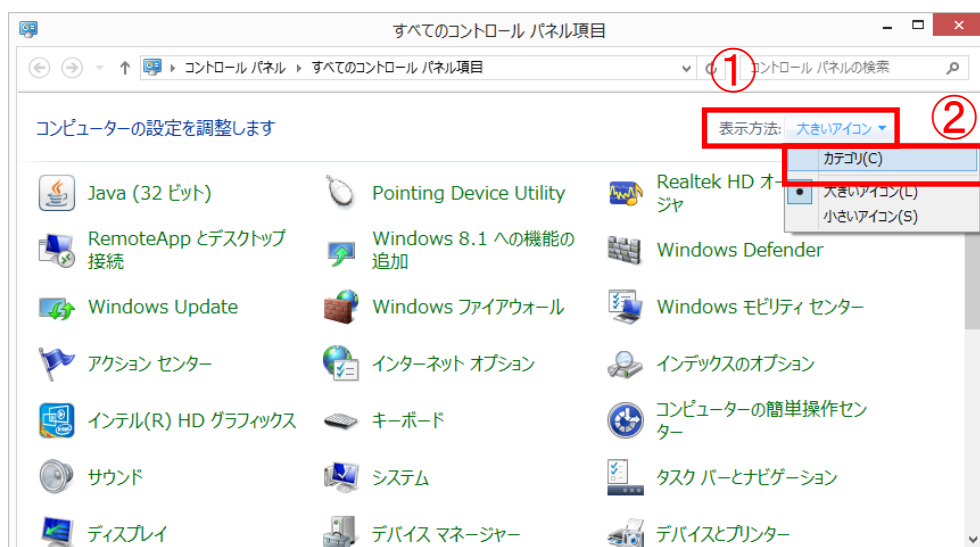 すべてのコントロール パネル項目
コントロール パネル ▸ すべてのコントロール パネル項目
コントロール パネルの検索
①
②
コンピューターの設定を調整します
表示方法: 大きいアイコン
カテゴリ(C)
大きいアイコン(L)
小さいアイコン(S)
Java (32 ビット)
Pointing Device Utility
Realtek HD オー
ジャ
RemoteApp とデスクトップ
接続
Windows 8.1 への機能の
追加
Windows Defender
Windows Update
Windows ファイアウォール
Windows モビリティ センター
アクション センター
インターネット オプション
インデックスのオプション
インテル(R) HD グラフィックス
キーボード
コンピューターの簡単操作セン
ター
サウンド
システム
タスク バーとナビゲーション
ディスプレイ
デバイス マネージャー
デバイスとプリンター